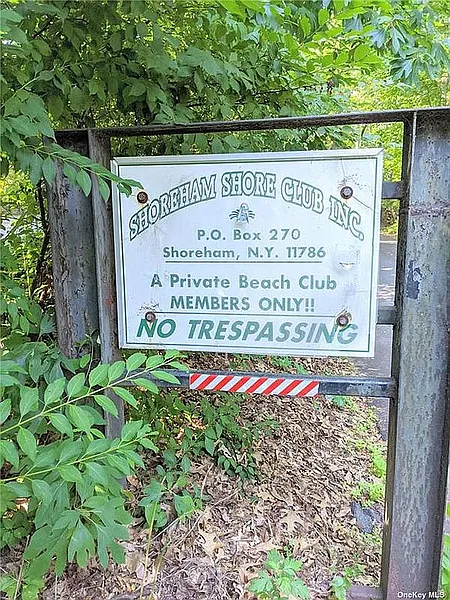 SHOREHAM SHORE CLUB INC.
P.O. Box 270
Shoreham, N.Y. 11786
A Private Beach Club
MEMBERS ONLY!!
NO TRESPASSING
OneKey MLS